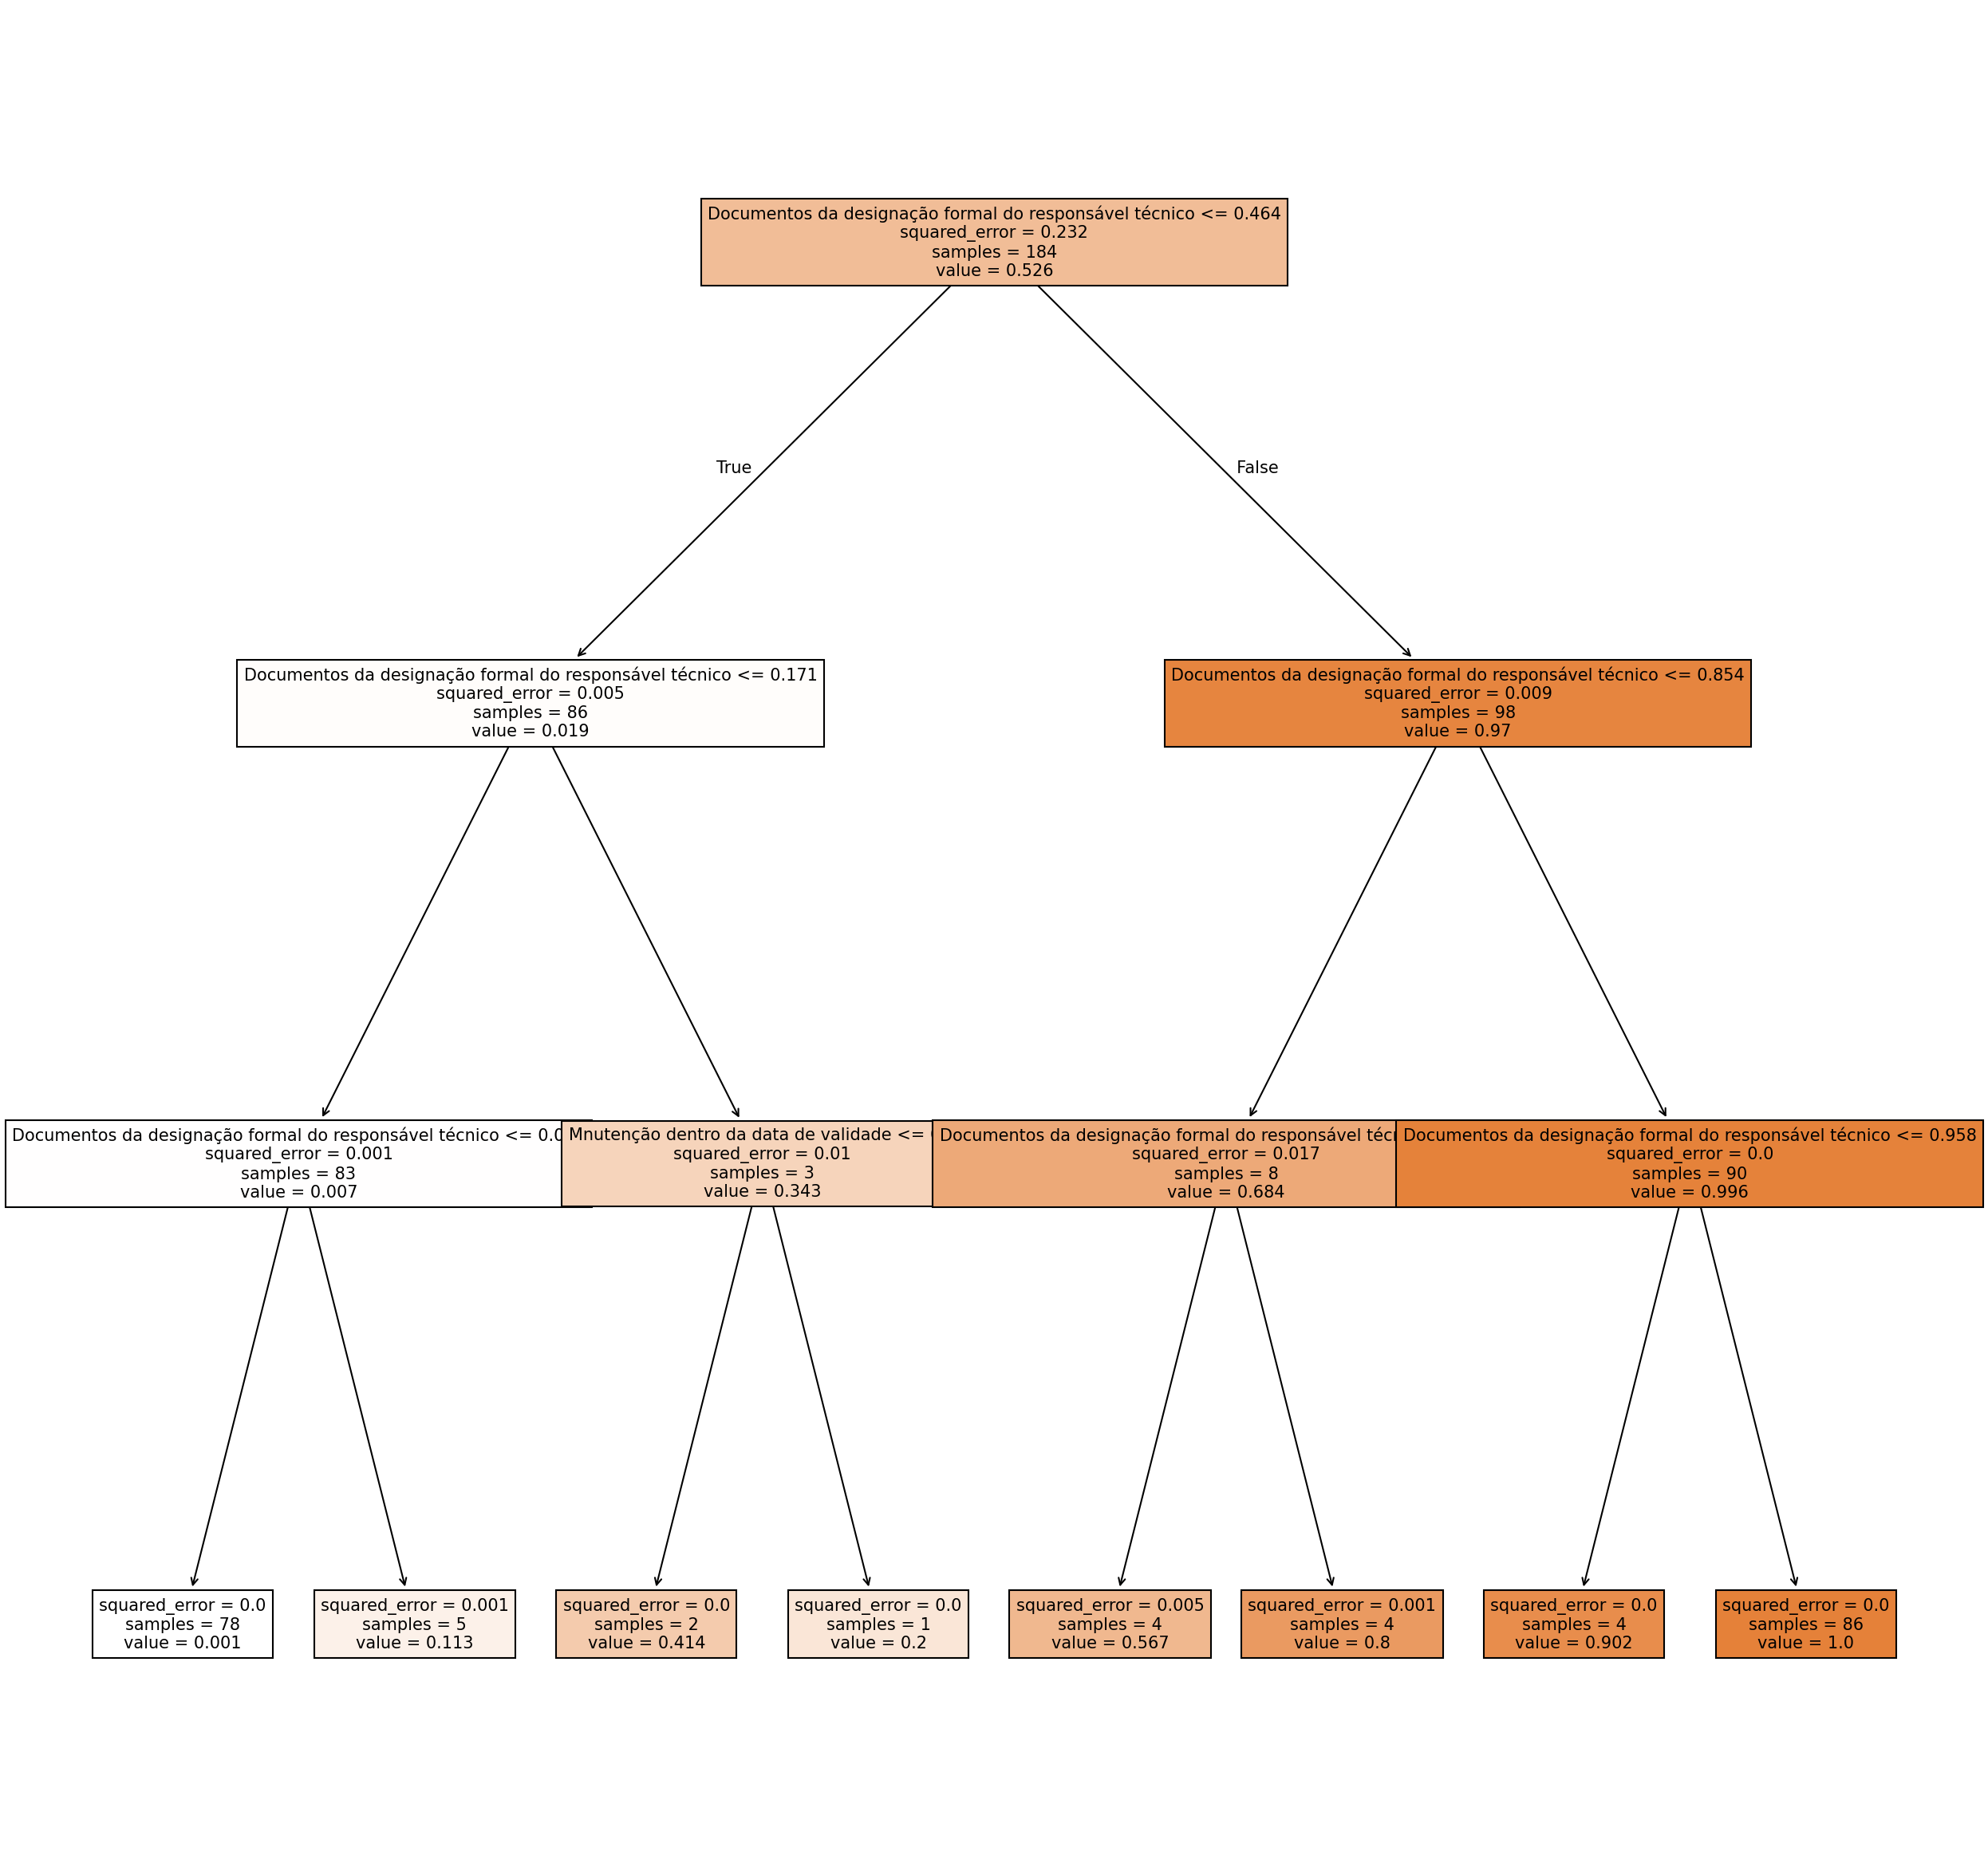 Documentos da designação formal do responsável técnico <= 0.464
squared_error = 0.232
samples = 184
value = 0.526
True
False
Documentos da designação formal do responsável técnico <= 0.171
squared_error = 0.005
samples = 86
value = 0.019
Documentos da designação formal do responsável técnico <= 0.854
squared_error = 0.009
samples = 98
value = 0.97
Documentos da designação formal do responsável técnico <= 0.0
squared_error = 0.001
samples = 83
value = 0.007
Mnutenção dentro da data de validade <=
squared_error = 0.01
samples = 3
value = 0.343
Documentos da designação formal do responsável
squared_error = 0.017
samples = 8
value = 0.684
Documentos da designação formal do responsável técnico <= 0.958
squared_error = 0.0
samples = 90
value = 0.996
squared_error = 0.0
samples = 78
value = 0.001
squared_error = 0.001
samples = 5
value = 0.113
squared_error = 0.0
samples = 2
value = 0.414
squared_error = 0.0
samples = 1
value = 0.2
squared_error = 0.005
samples = 4
value = 0.567
squared_error = 0.001
samples = 4
value = 0.8
squared_error = 0.0
samples = 4
value = 0.902
squared_error = 0.0
samples = 86
value = 1.0